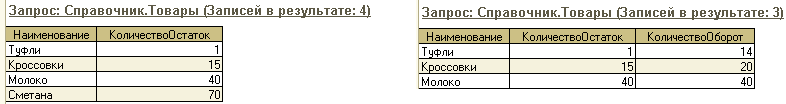 Запрос: Справочник.Товары (Записей в результате: 4)
Наименование КоличествоОстаток
Туфли 1
Кроссовки 15
Молоко 40
Сметана 70
Запрос: Справочник.Товары (Записей в результате: 3)
Наименование КоличествоОстаток КоличествоОборот
Туфли 1 14
Кроссовки 15 20
Молоко 40 40